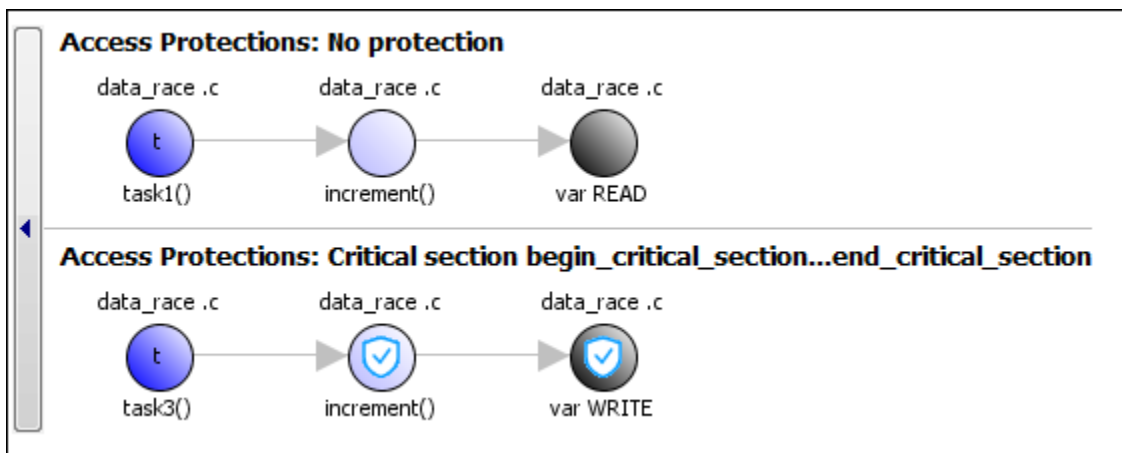 Access Protections: No protection
data_race .c data_race .c data_race .c
t
task1() increment() var READ
Access Protections: Critical section begin_critical_section...end_critical_section
data_race .c data_race .c data_race .c
t
task3() increment() var WRITE